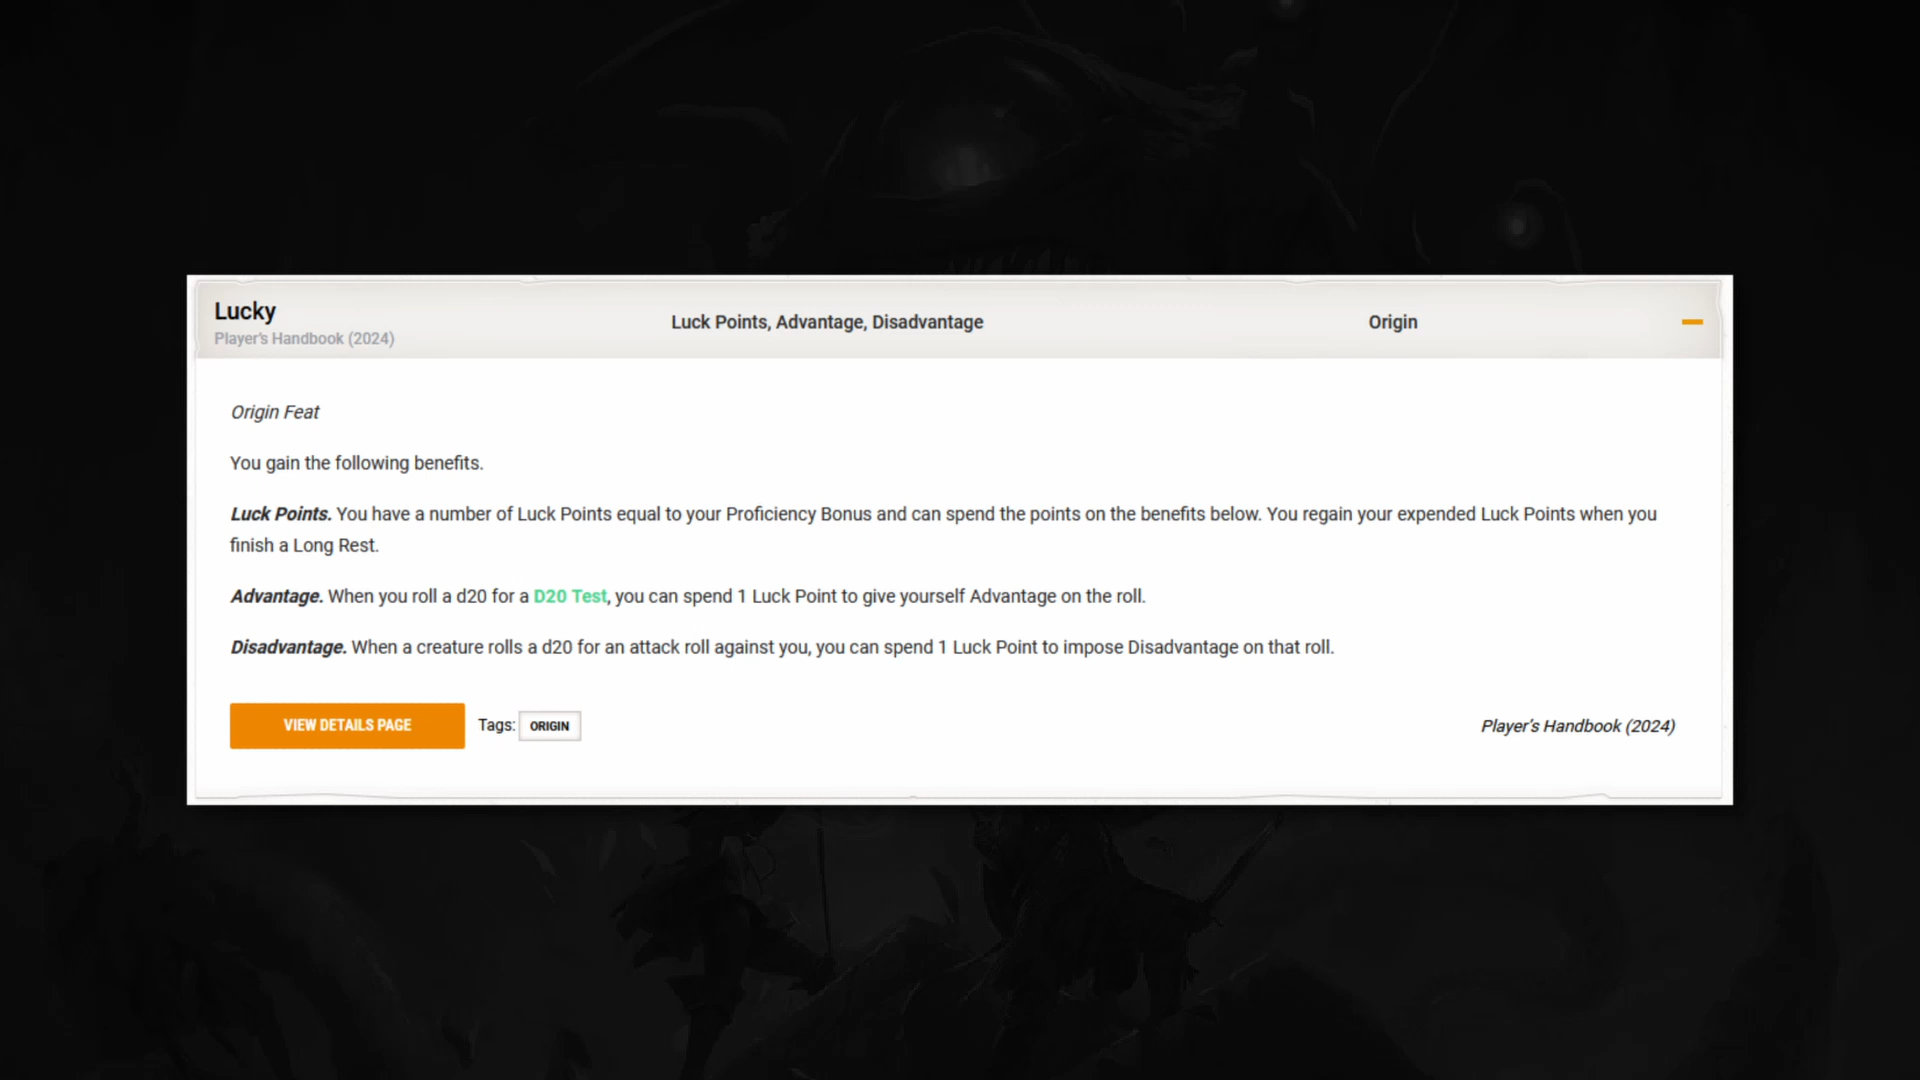 Lucky
Player's Handbook (2024)
Luck Points, Advantage, Disadvantage
Origin
Origin Feat
You gain the following benefits.
Luck Points. You have a number of Luck Points equal to your Proficiency Bonus and can spend the points on the benefits below. You regain your expended Luck Points when you
finish a Long Rest.
Advantage. When you roll a d20 for a D20 Test, you can spend 1 Luck Point to give yourself Advantage on the roll.
Disadvantage. When a creature rolls a d20 for an attack roll against you, you can spend 1 Luck Point to impose Disadvantage on that roll.
VIEW DETAILS PAGE
Tags: ORIGIN
Player's Handbook (2024)